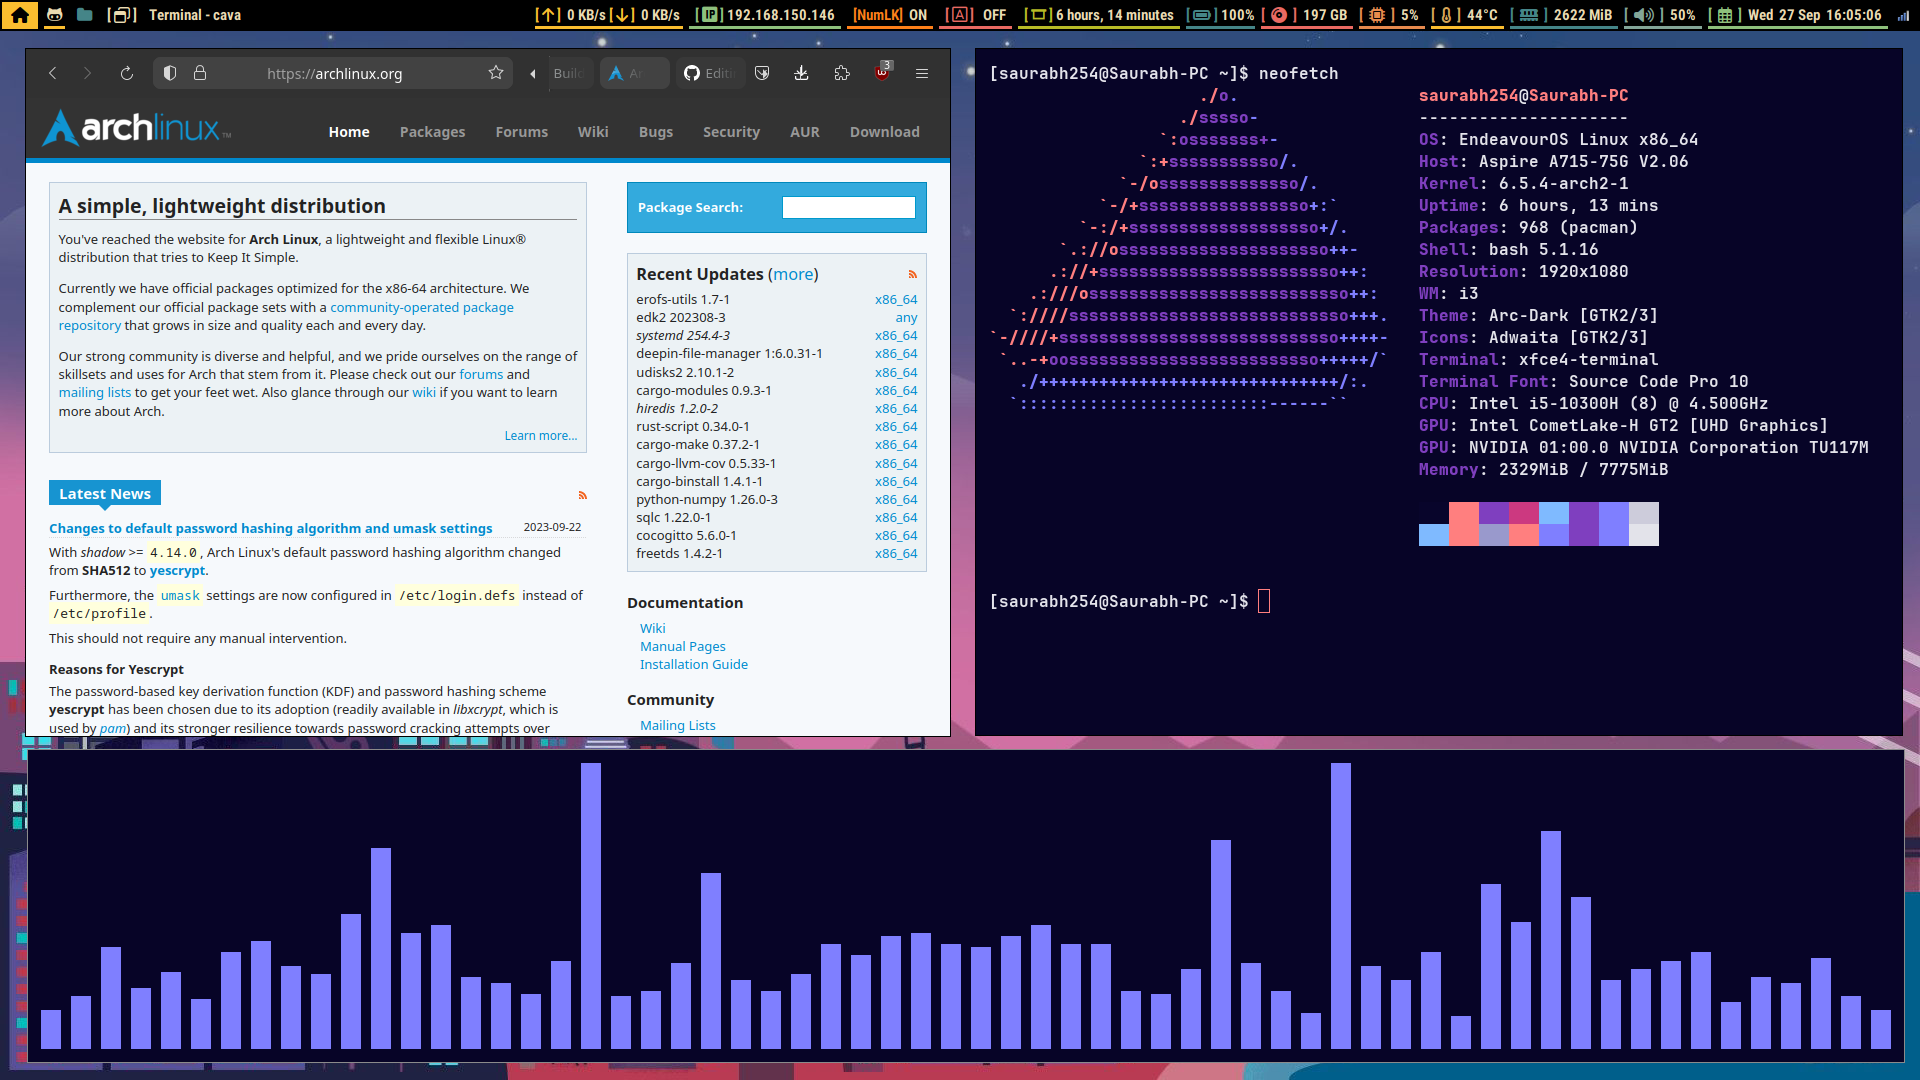 Terminal - cava
[ ] 0 KB/s [ ] 0 KB/s
[ IP ] 192.168.150.146
[NumLK] ON
[ A ] OFF
[ ] 6 hours, 14 minutes
[ ] 100%
[ ] 197 GB
[ ] 5%
[ ] 44°C
[ ] 2622 MiB
[ ] 50%
[ ] Wed 27 Sep 16:05:06
https://archlinux.org
Build
Editi
3
archlinux™
Home Packages Forums Wiki Bugs Security AUR Download
A simple, lightweight distribution
You've reached the website for Arch Linux, a lightweight and flexible Linux®
distribution that tries to Keep It Simple.
Currently we have official packages optimized for the x86-64 architecture. We
complement our official package sets with a community-operated package
repository that grows in size and quality each and every day.
Our strong community is diverse and helpful, and we pride ourselves on the range of
skillsets and uses for Arch that stem from it. Please check out our forums and
mailing lists to get your feet wet. Also glance through our wiki if you want to learn
more about Arch.
Learn more...
Latest News
Changes to default password hashing algorithm and umask settings 2023-09-22
With shadow >= 4.14.0, Arch Linux's default password hashing algorithm changed
from SHA512 to yescrypt.
Furthermore, the umask settings are now configured in /etc/login.defs instead of
/etc/profile.
This should not require any manual intervention.
Reasons for Yescrypt
The password-based key derivation function (KDF) and password hashing scheme
yescrypt has been chosen due to its adoption (readily available in libxcrypt, which is
used by pam) and its stronger resilience towards password cracking attempts over
Package Search:
Recent Updates (more)
erofs-utils 1.7-1 x86_64
edk2 202308-3 any
systemd 254.4-3 x86_64
deepin-file-manager 1:6.0.31-1 x86_64
udisks2 2.10.1-2 x86_64
cargo-modules 0.9.3-1 x86_64
hiredis 1.2.0-2 x86_64
rust-script 0.34.0-1 x86_64
cargo-make 0.37.2-1 x86_64
cargo-llvm-cov 0.5.33-1 x86_64
cargo-binstall 1.4.1-1 x86_64
python-numpy 1.26.0-3 x86_64
sqlc 1.22.0-1 x86_64
cocogitto 5.6.0-1 x86_64
freetds 1.4.2-1 x86_64
Documentation
Wiki
Manual Pages
Installation Guide
Community
Mailing Lists
[saurabh254@Saurabh-PC ~]$ neofetch
saurabh254@Saurabh-PC
---------------------
OS: EndeavourOS Linux x86_64
Host: Aspire A715-75G V2.06
Kernel: 6.5.4-arch2-1
Uptime: 6 hours, 13 mins
Packages: 968 (pacman)
Shell: bash 5.1.16
Resolution: 1920x1080
WM: i3
Theme: Arc-Dark [GTK2/3]
Icons: Adwaita [GTK2/3]
Terminal: xfce4-terminal
Terminal Font: Source Code Pro 10
CPU: Intel i5-10300H (8) @ 4.500GHz
GPU: Intel CometLake-H GT2 [UHD Graphics]
GPU: NVIDIA 01:00.0 NVIDIA Corporation TU117M
Memory: 2329MiB / 7775MiB
[saurabh254@Saurabh-PC ~]$